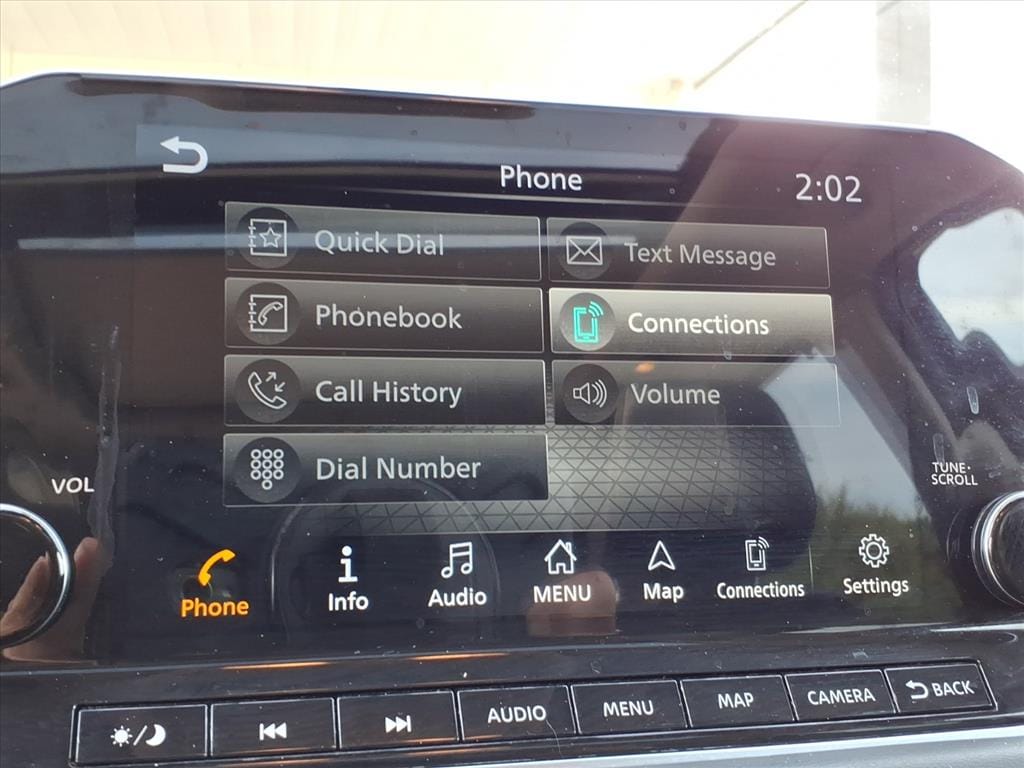 Phone
2:02
Quick Dial
Text Message
Phonebook
Connections
Call History
Volume
Dial Number
VOL
TUNE·
SCROLL
Phone
Info
Audio
MENU
Map
Connections
Settings
AUDIO
MENU
MAP
CAMERA
BACK